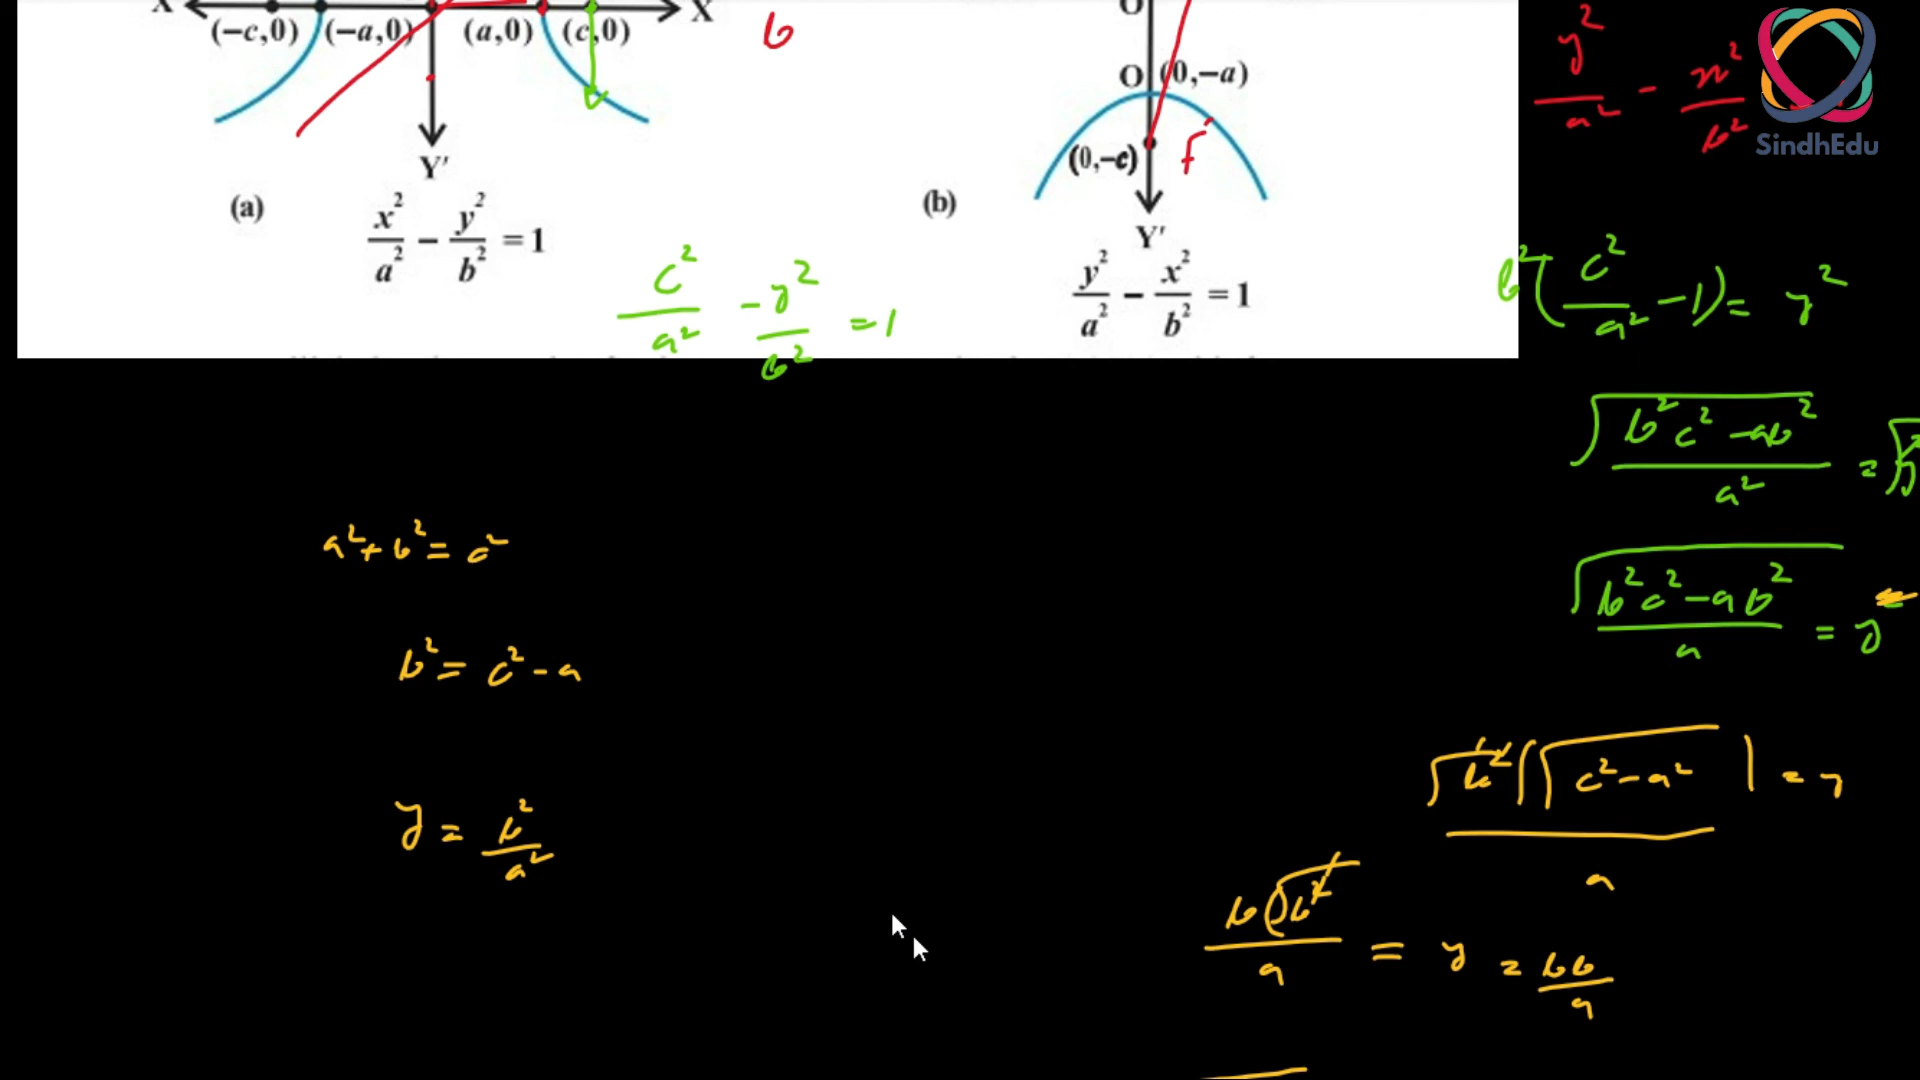 X' X
(−c,0) (−a,0) (a,0) (c,0)
Y′
(a)
x²/a² − y²/b² = 1
b
O
O (0,−a)
(0,−c) F'
Y′
(b)
y²/a² − x²/b² = 1
y²/a² - x²/b²
SindhEdu
c²/a² - y²/b² = 1
b²(c²/a² - 1) = y²
√(b²c² - ab²/a²) = √y
√(b²c² - ab²)/a = y
a² + b² = c²
b² = c² - a
y = b²/a²
√b² (√(c² - a²))/a = y
b(√b²)/a = y = bb/a